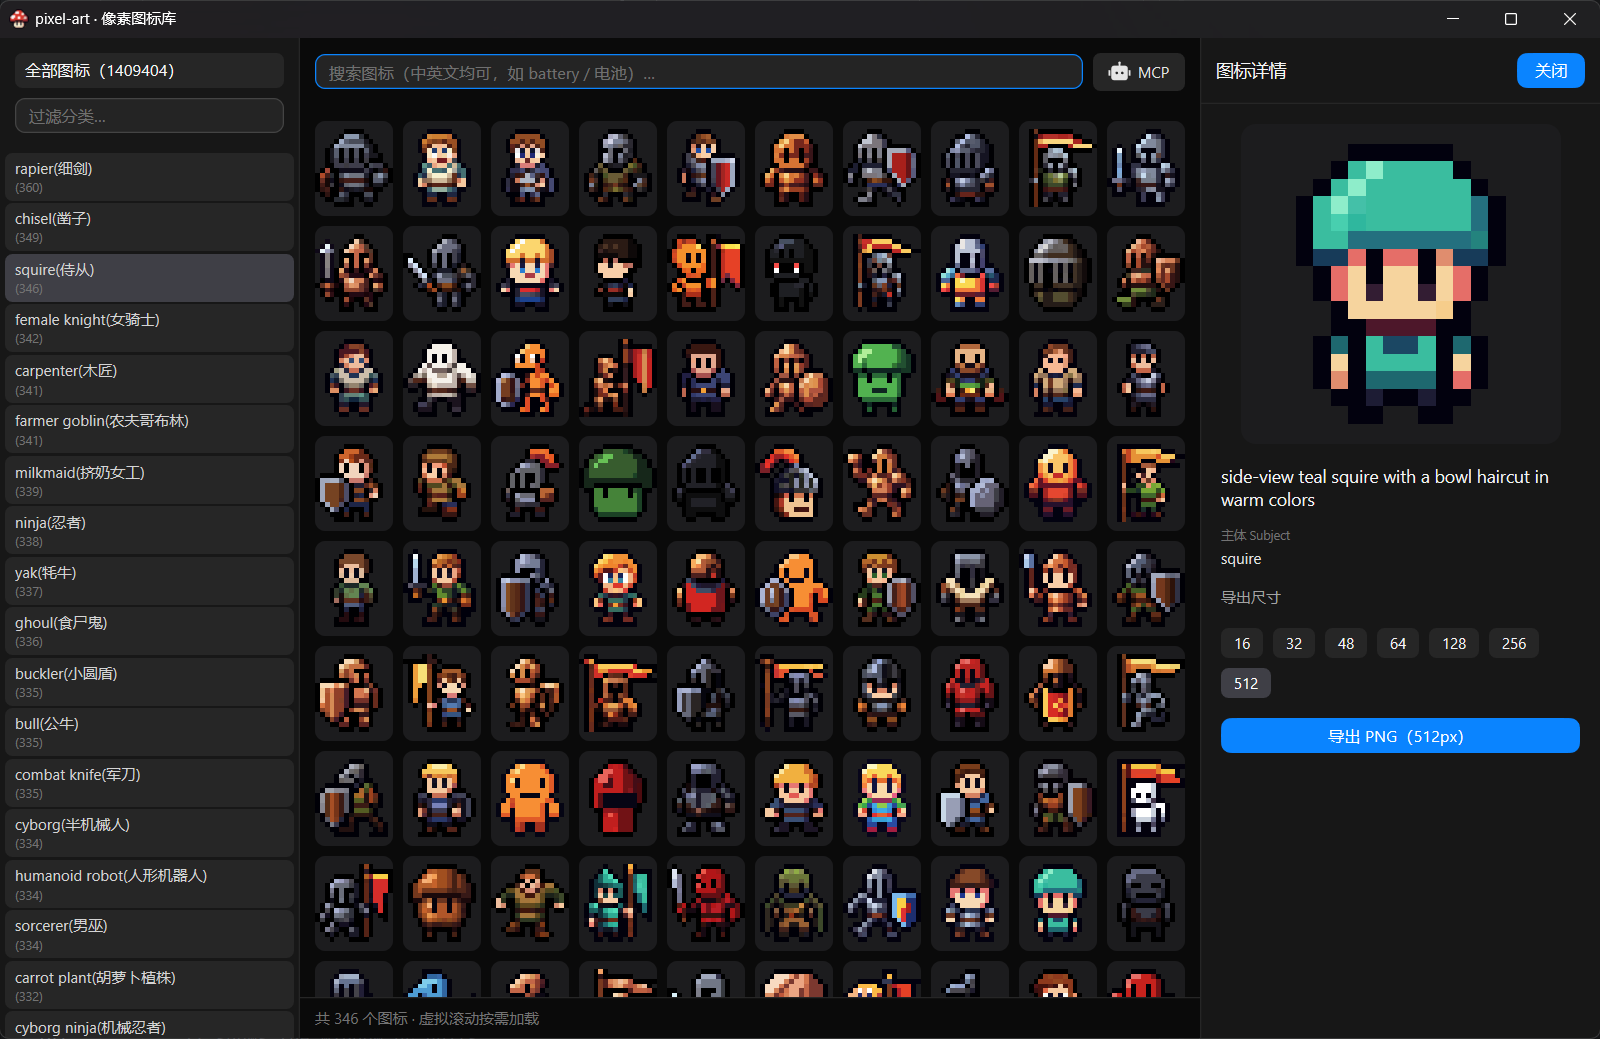 pixel-art · 像素图标库
全部图标（1409404）
过滤分类...
rapier(细剑)
(360)
chisel(凿子)
(349)
squire(侍从)
(346)
female knight(女骑士)
(342)
carpenter(木匠)
(341)
farmer goblin(农夫哥布林)
(341)
milkmaid(挤奶女工)
(339)
ninja(忍者)
(338)
yak(牦牛)
(337)
ghoul(食尸鬼)
(336)
buckler(小圆盾)
(335)
bull(公牛)
(335)
combat knife(军刀)
(335)
cyborg(半机械人)
(334)
humanoid robot(人形机器人)
(334)
sorcerer(男巫)
(334)
carrot plant(胡萝卜植株)
(332)
cyborg ninja(机械忍者)
搜索图标（中英文均可，如 battery / 电池）...
MCP
共 346 个图标 · 虚拟滚动按需加载
图标详情
关闭
side-view teal squire with a bowl haircut in
warm colors
主体 Subject
squire
导出尺寸
16 32 48 64 128 256
512
导出 PNG（512px）